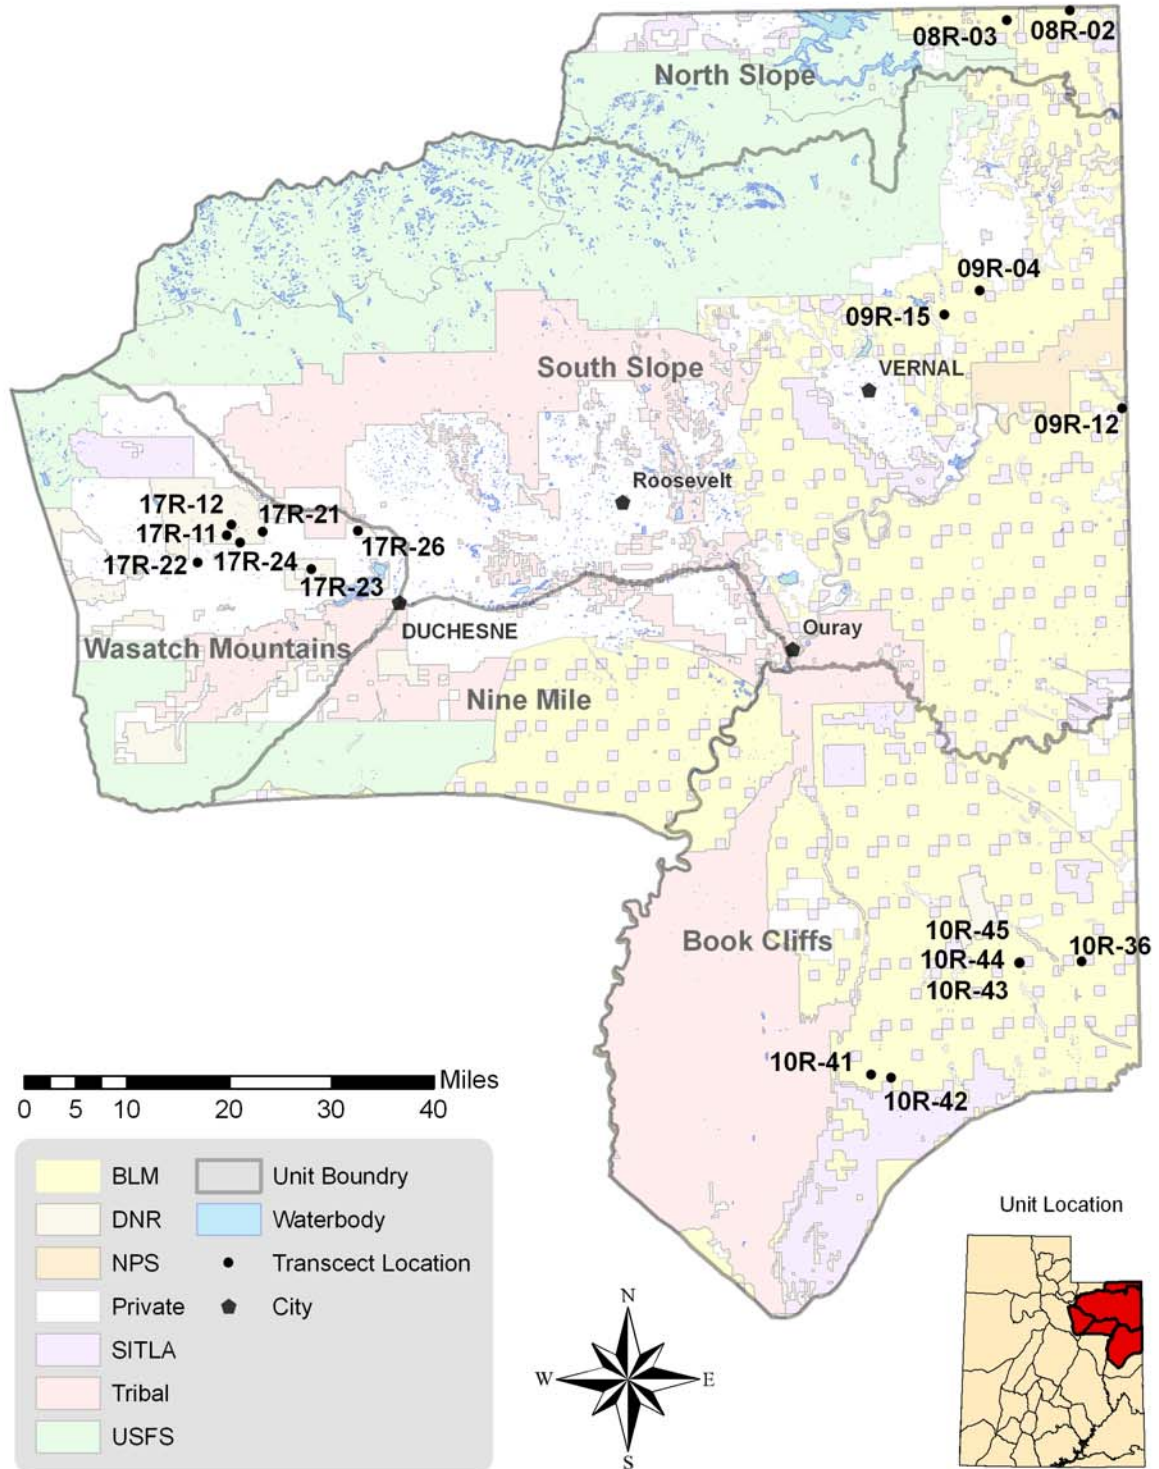 08R-03
08R-02
North Slope
09R-04
09R-15
South Slope
VERNAL
09R-12
Roosevelt
17R-12
17R-21
17R-11
17R-26
17R-22
17R-24
17R-23
DUCHESNE
Ouray
Wasatch Mountains
Nine Mile
Book Cliffs
10R-45
10R-36
10R-44
10R-43
10R-41
10R-42
Miles
0 5 10 20 30 40
BLM
DNR
NPS
Private
SITLA
Tribal
USFS
Unit Boundry
Waterbody
Transcect Location
City
N
W
E
S
Unit Location